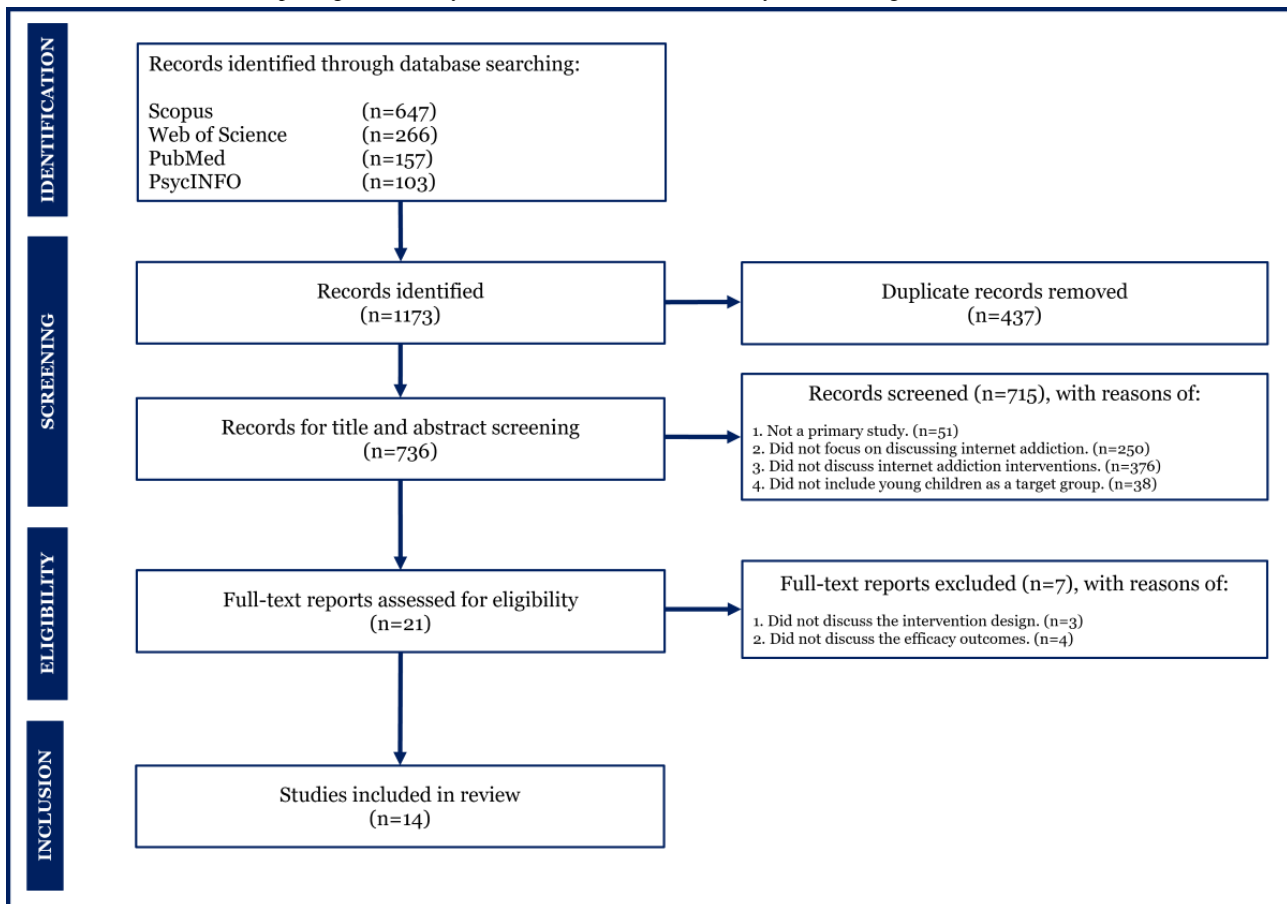 IDENTIFICATION
Records identified through database searching:
Scopus (n=647)
Web of Science (n=266)
PubMed (n=157)
PsycINFO (n=103)
SCREENING
Records identified
(n=1173)
Duplicate records removed
(n=437)
Records for title and abstract screening
(n=736)
Records screened (n=715), with reasons of:
1. Not a primary study. (n=51)
2. Did not focus on discussing internet addiction. (n=250)
3. Did not discuss internet addiction interventions. (n=376)
4. Did not include young children as a target group. (n=38)
ELIGIBILITY
Full-text reports assessed for eligibility
(n=21)
Full-text reports excluded (n=7), with reasons of:
1. Did not discuss the intervention design. (n=3)
2. Did not discuss the efficacy outcomes. (n=4)
INCLUSION
Studies included in review
(n=14)